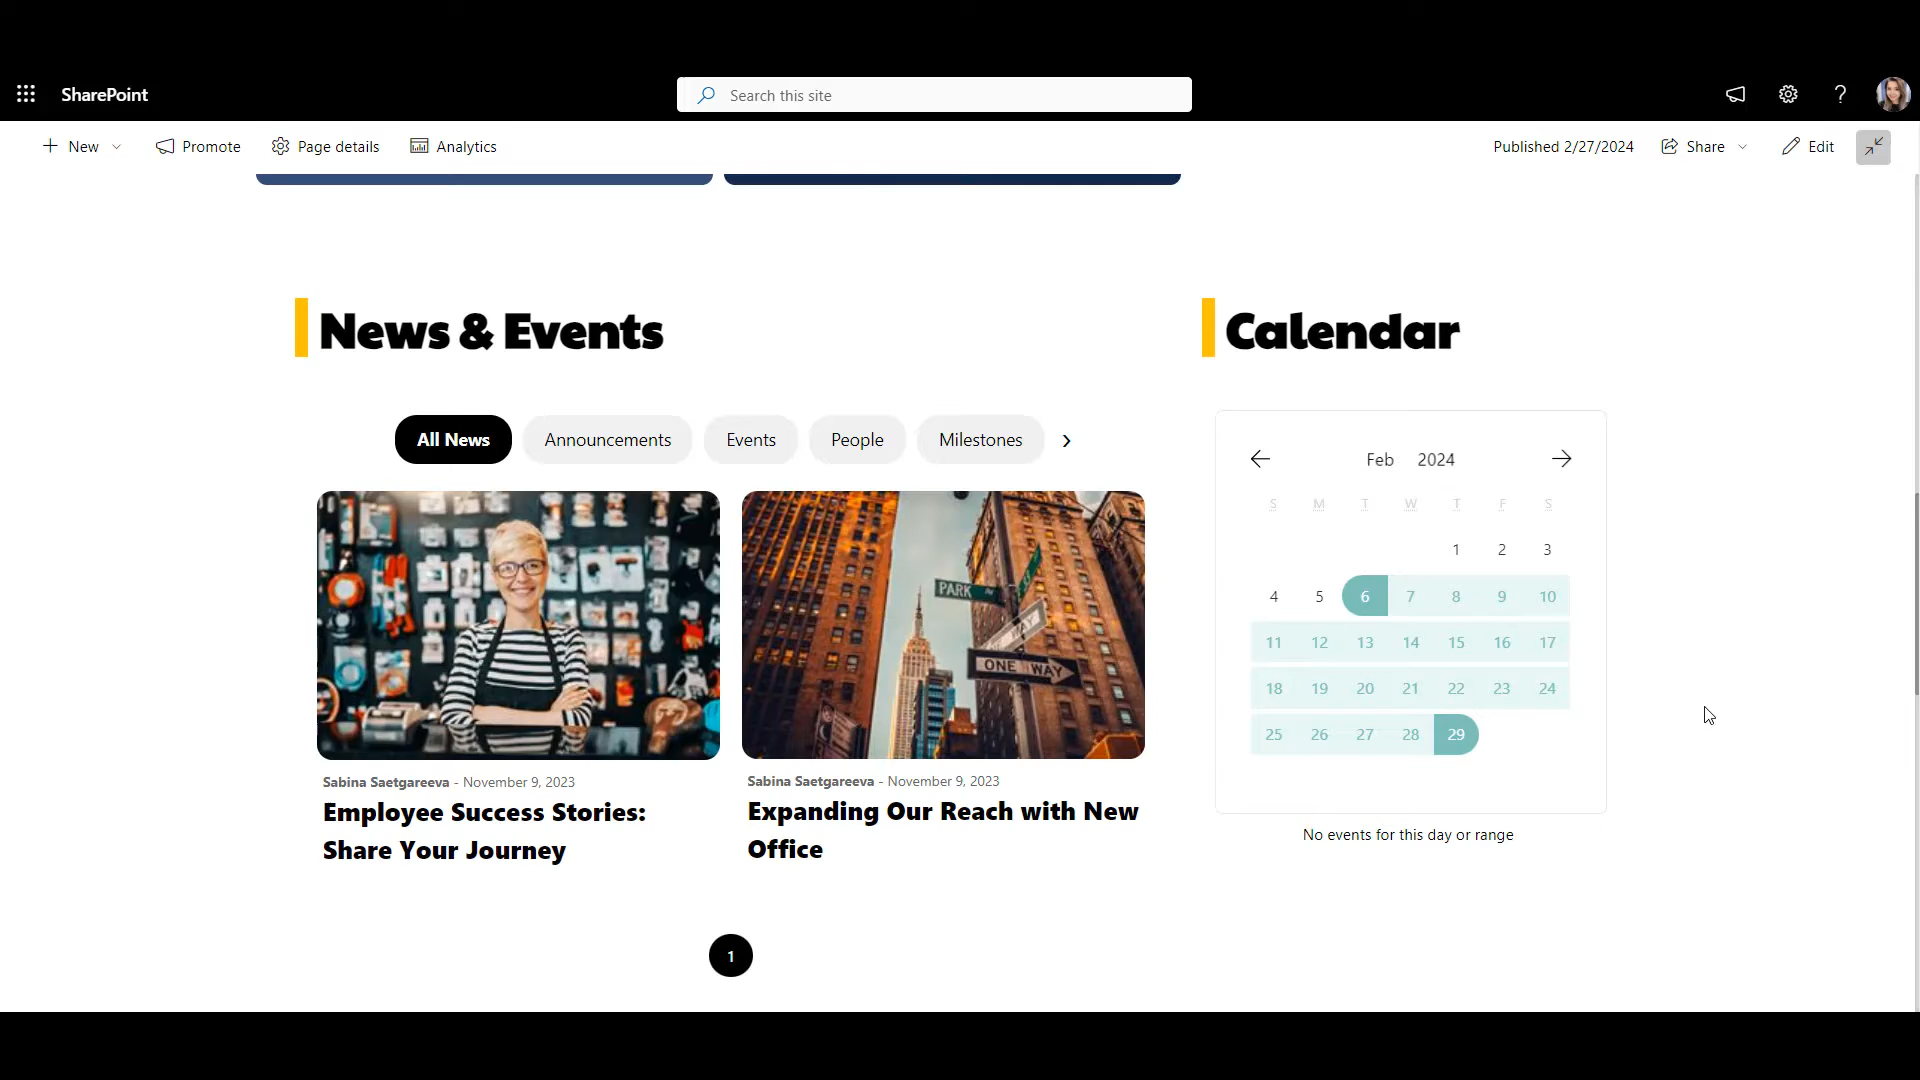 SharePoint
Search this site
New
Promote
Page details
Analytics
Published 2/27/2024
Share
Edit
News & Events
All News
Announcements
Events
People
Milestones
PARK
WAY
ONE WAY
Sabina Saetgareeva - November 9, 2023
Employee Success Stories:
Share Your Journey
Sabina Saetgareeva - November 9, 2023
Expanding Our Reach with New
Office
1
Calendar
Feb 2024
S M T W T F S
1 2 3
4 5 6 7 8 9 10
11 12 13 14 15 16 17
18 19 20 21 22 23 24
25 26 27 28 29
No events for this day or range